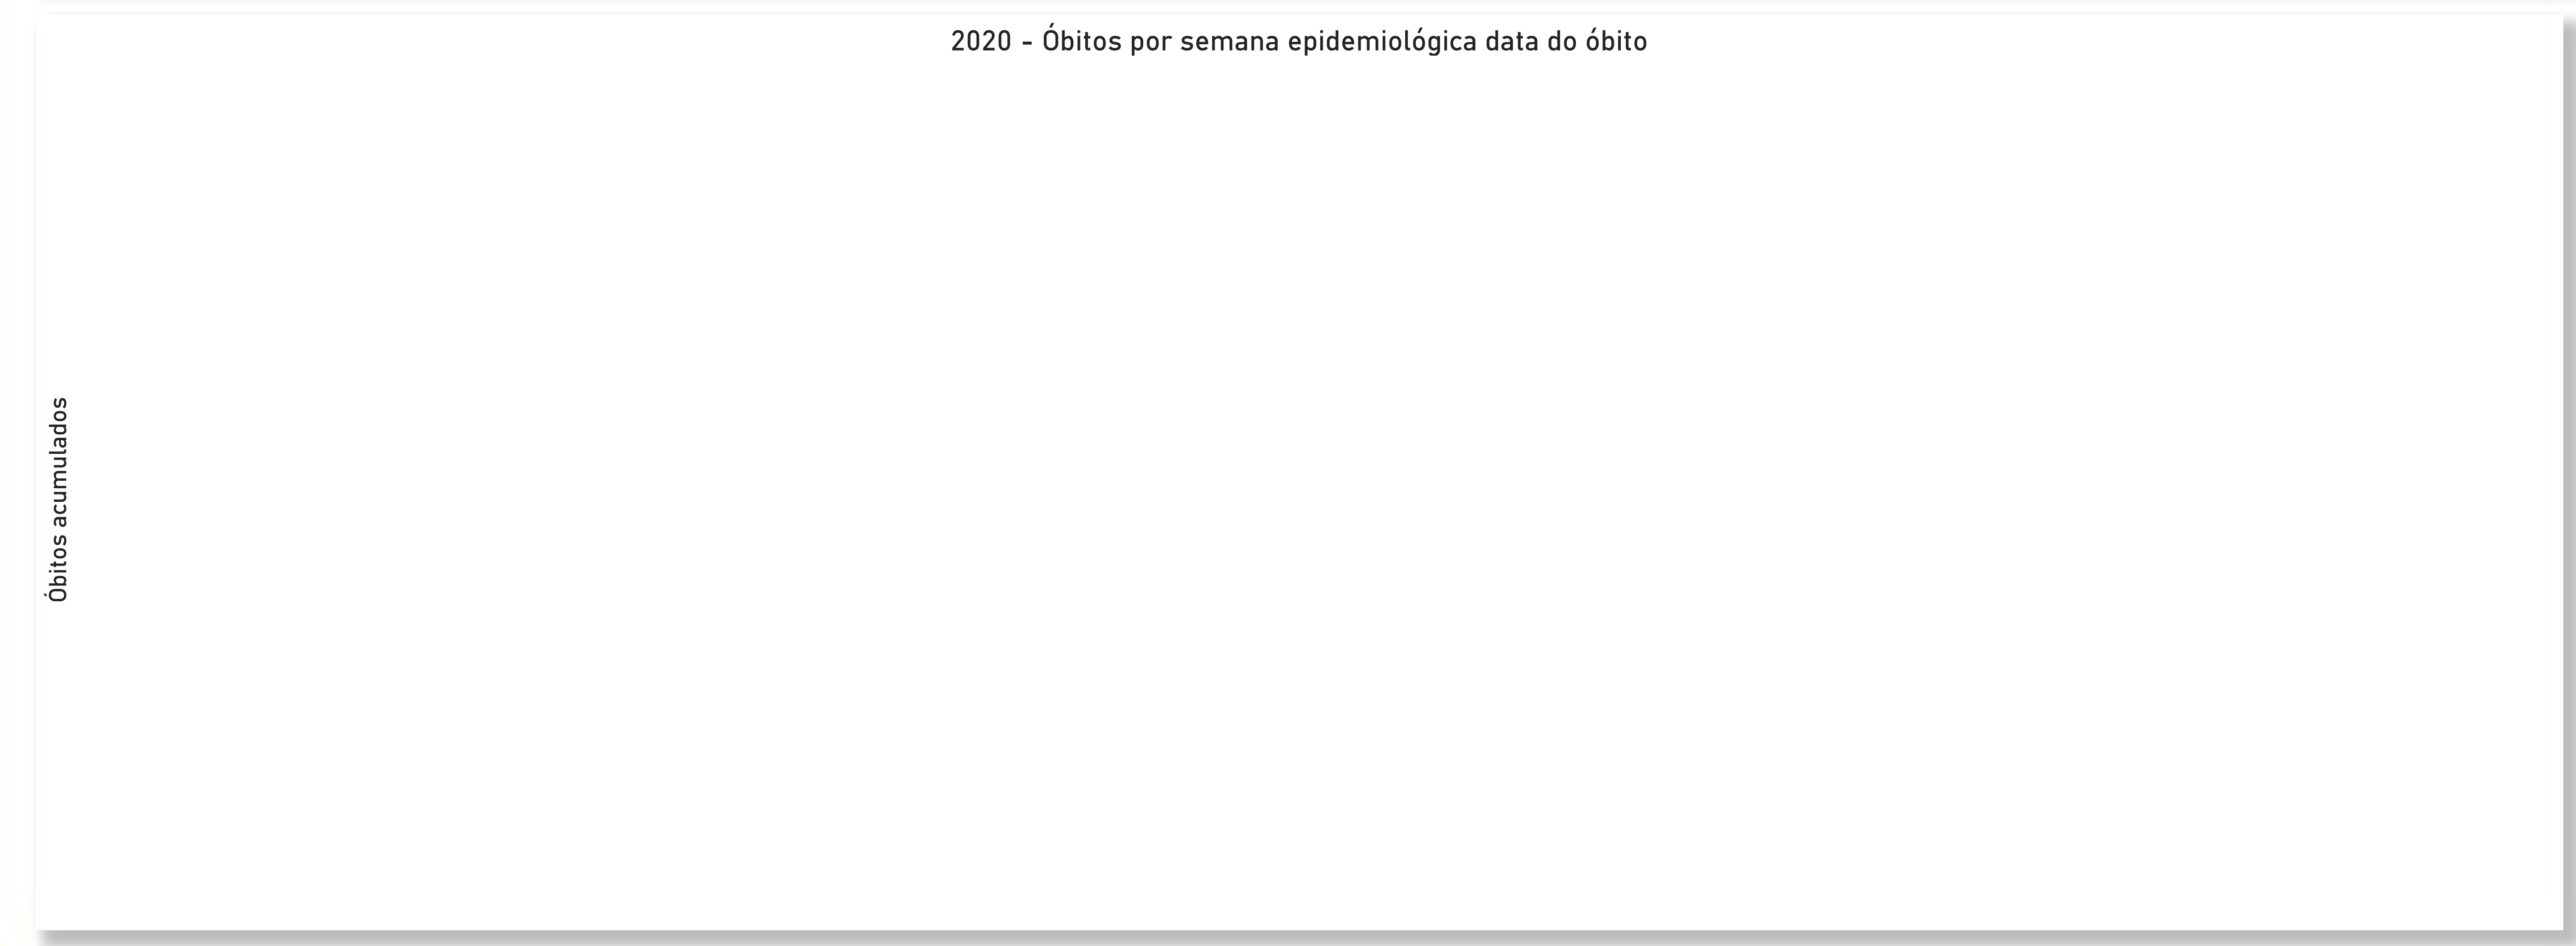 2020 - Óbitos por semana epidemiológica data do óbito
Óbitos acumulados